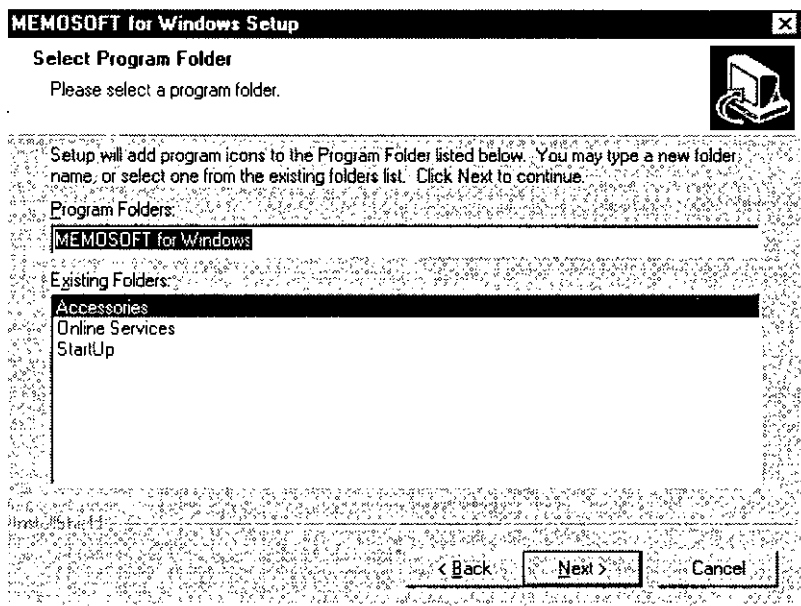 MEMOSOFT for Windows Setup
Select Program Folder
Please select a program folder.
Setup will add program icons to the Program Folder listed below. You may type a new folder
name, or select one from the existing folders list. Click Next to continue.
Program Folders:
MEMOSOFT for Windows
Existing Folders:
Accessories
Online Services
StartUp
InstallShield
< Back
Next >
Cancel